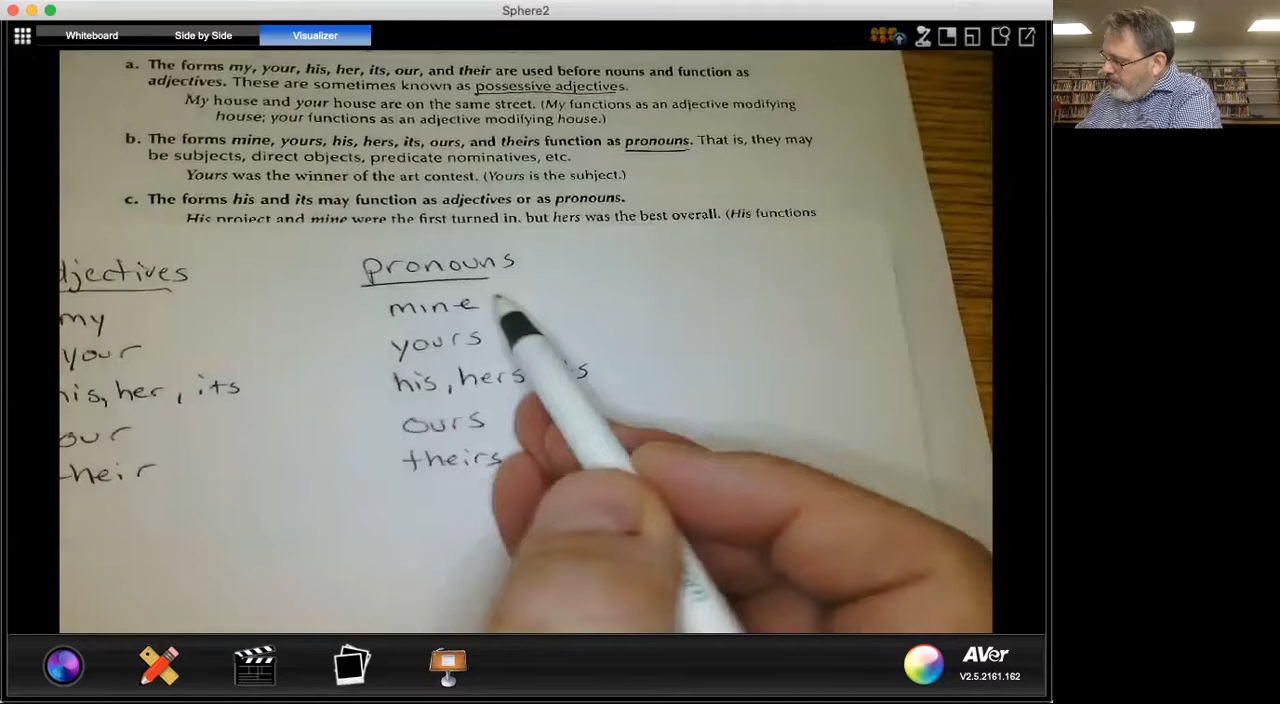 Sphere2
Whiteboard Side by Side Visualizer
a. The forms my, your, his, her, its, our, and their are used before nouns and function as
adjectives. These are sometimes known as possessive adjectives.
My house and your house are on the same street. (My functions as an adjective modifying
house; your functions as an adjective modifying house.)
b. The forms mine, yours, his, hers, its, ours, and theirs function as pronouns. That is, they may
be subjects, direct objects, predicate nominatives, etc.
Yours was the winner of the art contest. (Yours is the subject.)
c. The forms his and its may function as adjectives or as pronouns.
His project and mine were the first turned in, but hers was the best overall. (His functions
djectives pronouns
my mine
your yours
his, her, its his, hers
our ours
their theirs
AVer
V2.5.2161.162